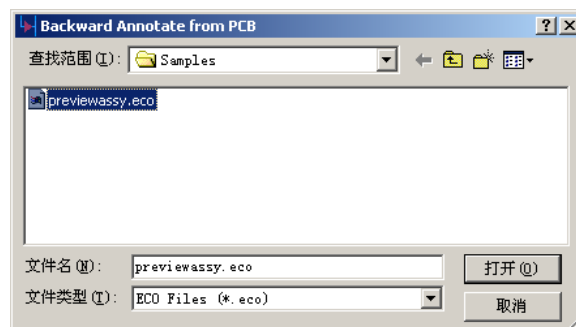 Backward Annotate from PCB
查找范围(I): Samples
previewassy.eco
文件名(N): previewassy.eco 打开(O)
文件类型(T): ECO Files (*.eco) 取消